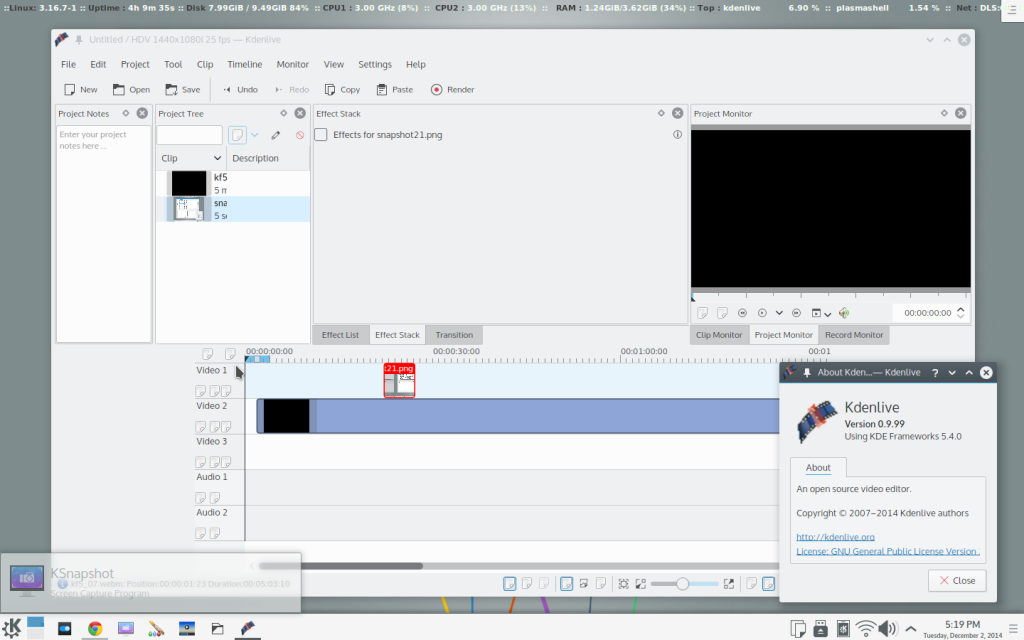 ::Linux: 3.16.7-1 :: Uptime : 4h 9m 35s :: Disk 7.99GiB / 9.49GiB 84% :: CPU1 : 3.00 GHz (8%) :: CPU2 : 3.00 GHz (13%) :: RAM : 1.24GiB/3.62GiB (34%) :: Top : kdenlive 6.90 % :: plasmashell 1.54 % :: Net : DLS:
Untitled / HDV 1440x1080i 25 fps — Kdenlive
File Edit Project Tool Clip Timeline Monitor View Settings Help
New Open Save Undo Redo Copy Paste Render
Project Notes Project Tree Effect Stack Project Monitor
Enter your project
notes here ...
Effects for snapshot21.png
Clip Description
kf5
5 m
sna
5 se
00:00:00:00
Effect List Effect Stack Transition Clip Monitor Project Monitor Record Monitor
00:00:00:00 00:00:30:00 00:01:00:00 00:01
Video 1
t21.png
Video 2
Video 3
Audio 1
Audio 2
About Kden...— Kdenlive
Kdenlive
Version 0.9.99
Using KDE Frameworks 5.4.0
About
An open source video editor.
Copyright © 2007–2014 Kdenlive authors
http://kdenlive.org
License: GNU General Public License Version
Close
KSnapshot
kf5_07.webm: Position:00:00:01:23 Duration:00:05:03:10
Screen Capture Program
5:19 PM
Tuesday, December 2, 2014